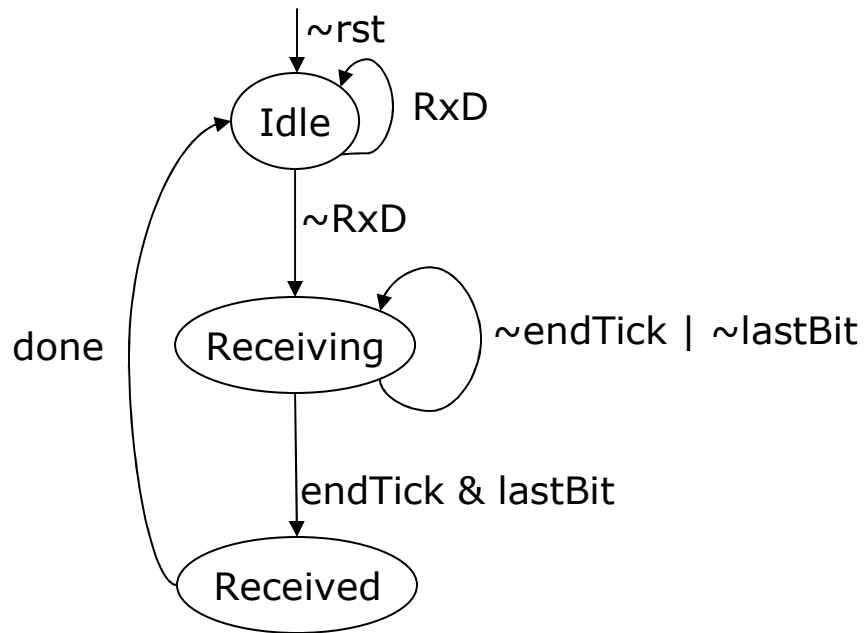 ~rst
Idle
RxD
~RxD
~endTick | ~lastBit
Receiving
done
endTick & lastBit
Received